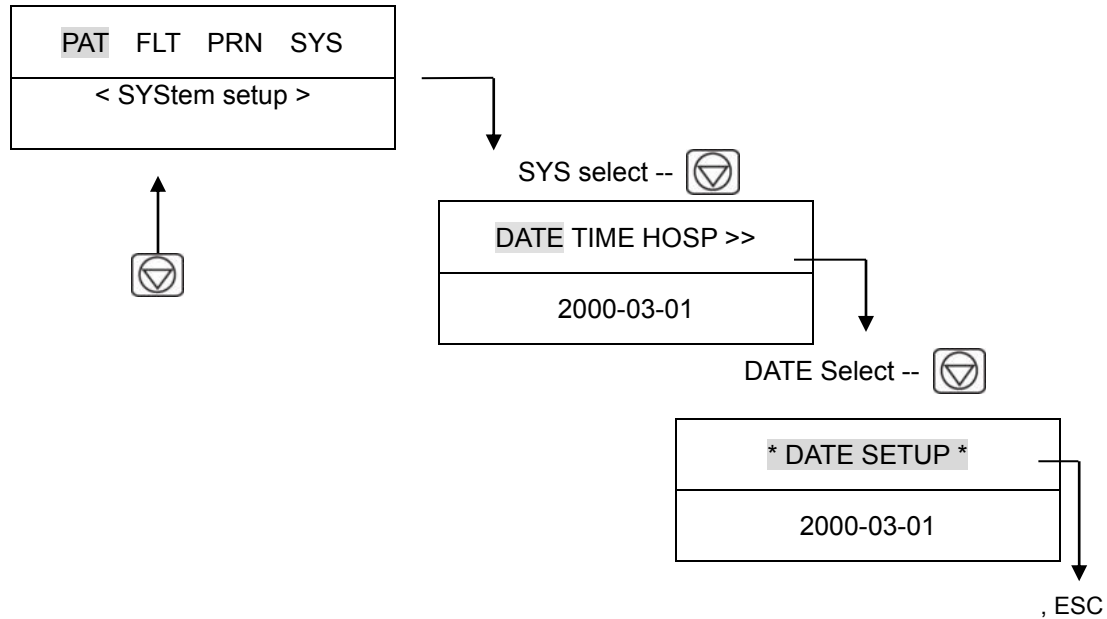 PAT FLT PRN SYS
< SYStem setup >
SYS select --
DATE TIME HOSP >>
2000-03-01
DATE Select --
* DATE SETUP *
2000-03-01
, ESC